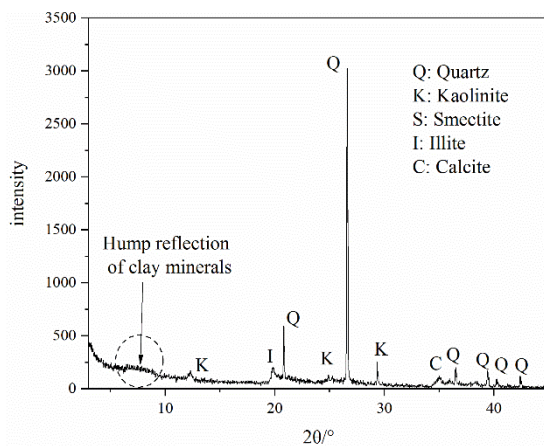 3500
3000
2500
2000
1500
1000
500
0
intensity
Q
Q: Quartz
K: Kaolinite
S: Smectite
I: Illite
C: Calcite
Hump reflection
of clay minerals
K
I
Q
K
K
C
Q
Q
Q
Q
10
20
30
40
2θ/°